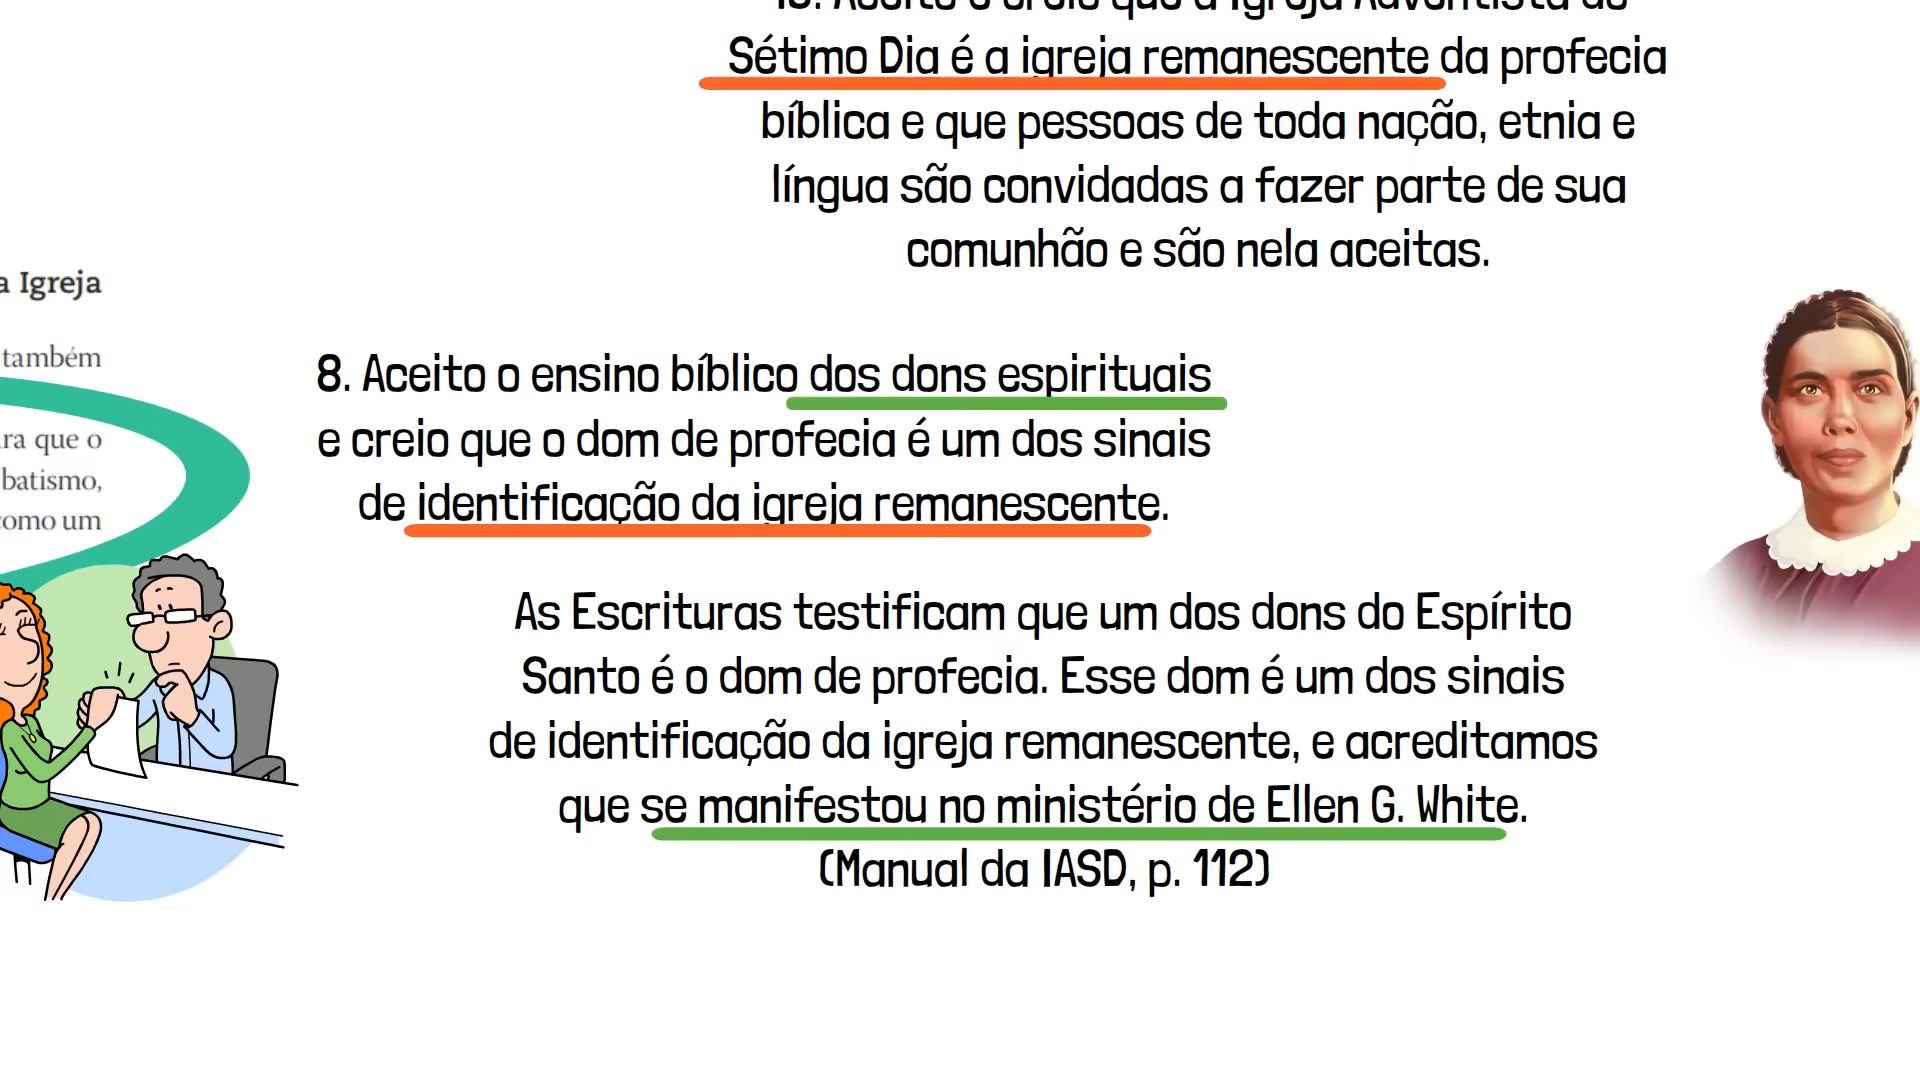 Sétimo Dia é a igreja remanescente da profecia
bíblica e que pessoas de toda nação, etnia e
língua são convidadas a fazer parte de sua
comunhão e são nela aceitas.
a Igreja
também
que o
batismo,
como um
8. Aceito o ensino bíblico dos dons espirituais
e creio que o dom de profecia é um dos sinais
de identificação da igreja remanescente.
As Escrituras testificam que um dos dons do Espírito
Santo é o dom de profecia. Esse dom é um dos sinais
de identificação da igreja remanescente, e acreditamos
que se manifestou no ministério de Ellen G. White.
(Manual da IASD, p. 112)